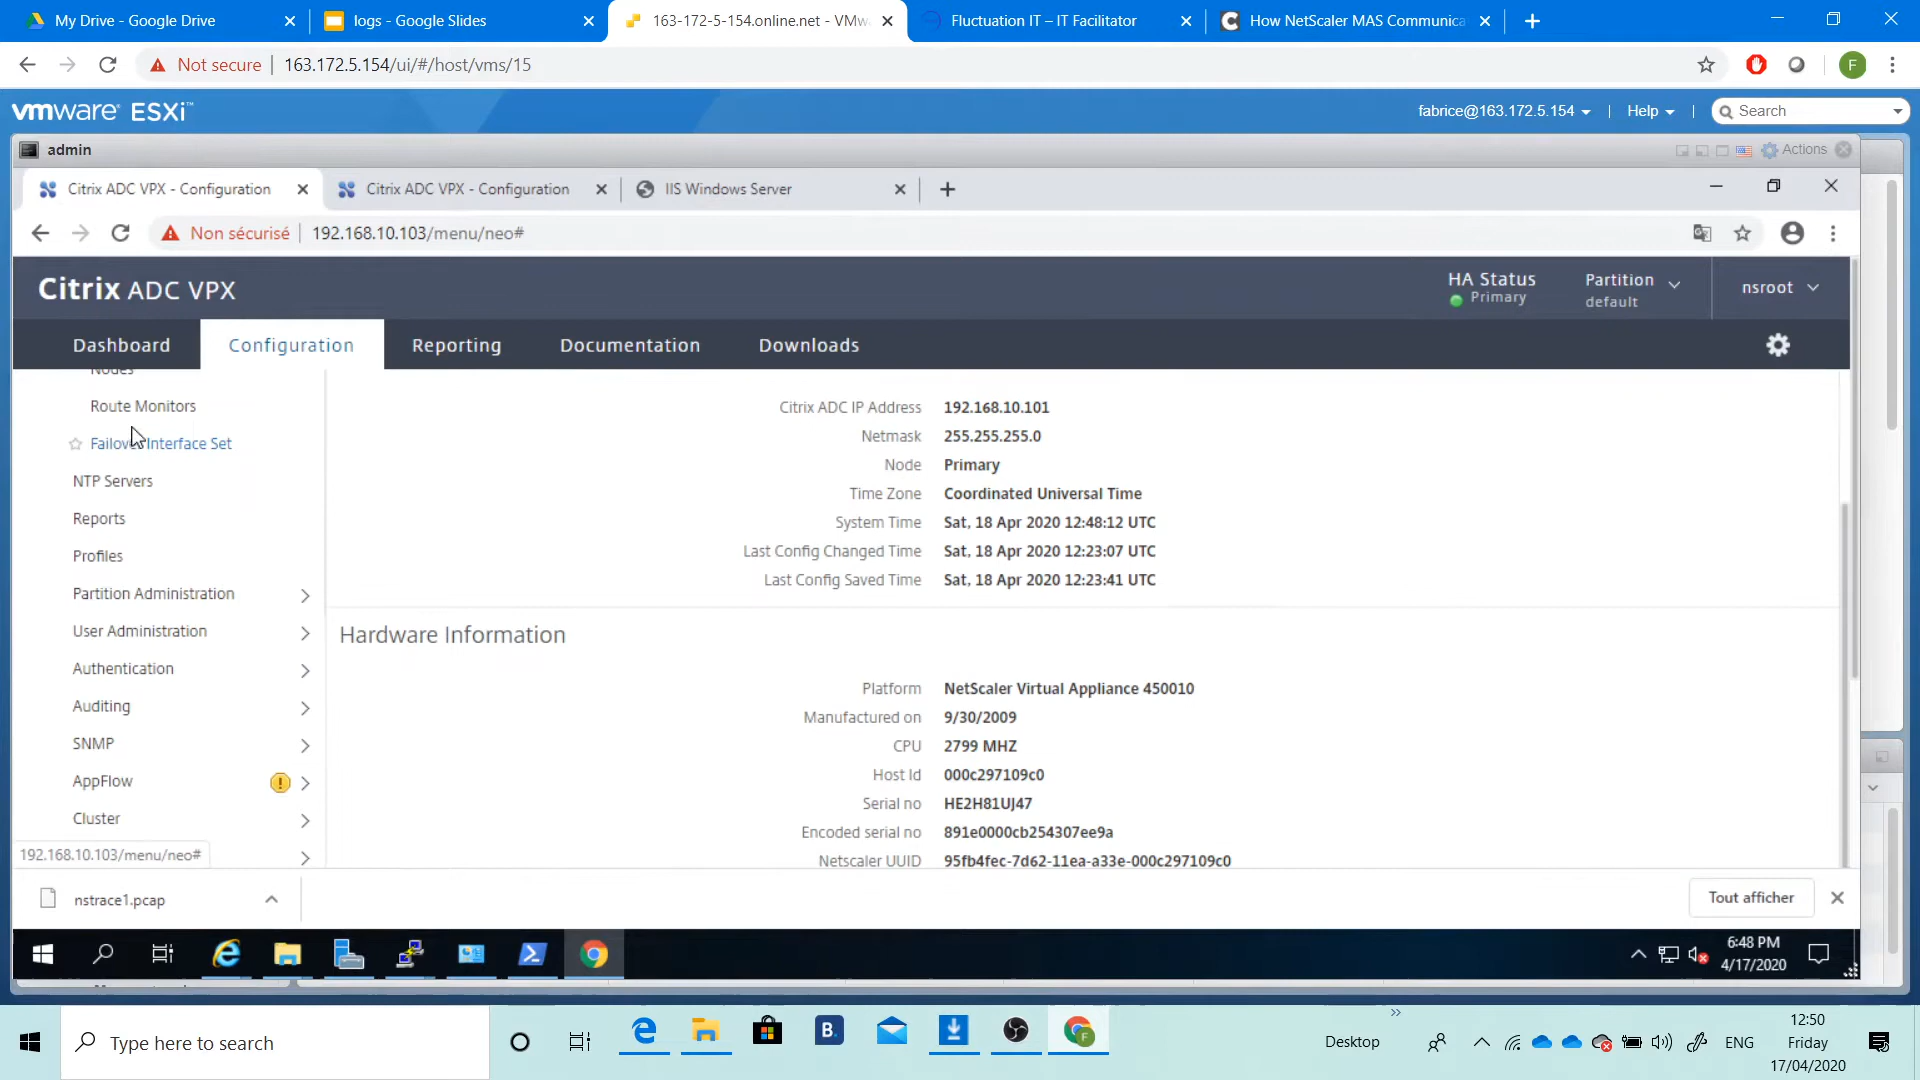 My Drive - Google Drive
logs - Google Slides
163-172-5-154.online.net - VMw
Fluctuation IT – IT Facilitator
How NetScaler MAS Communica
Not secure
163.172.5.154/ui/#/host/vms/15
F
vmware ESXi™
fabrice@163.172.5.154
Help
Search
admin
Actions
Citrix ADC VPX - Configuration
Citrix ADC VPX - Configuration
IIS Windows Server
Non sécurisé
192.168.10.103/menu/neo#
Citrix ADC VPX
HA Status
Primary
Partition
default
nsroot
Dashboard
Configuration
Reporting
Documentation
Downloads
Nodes
Route Monitors
Failover Interface Set
NTP Servers
Reports
Profiles
Partition Administration
User Administration
Authentication
Auditing
SNMP
AppFlow
Cluster
192.168.10.103/menu/neo#
Citrix ADC IP Address 192.168.10.101
Netmask 255.255.255.0
Node Primary
Time Zone Coordinated Universal Time
System Time Sat, 18 Apr 2020 12:48:12 UTC
Last Config Changed Time Sat, 18 Apr 2020 12:23:07 UTC
Last Config Saved Time Sat, 18 Apr 2020 12:23:41 UTC
Hardware Information
Platform NetScaler Virtual Appliance 450010
Manufactured on 9/30/2009
CPU 2799 MHZ
Host Id 000c297109c0
Serial no HE2H81UJ47
Encoded serial no 891e0000cb254307ee9a
Netscaler UUID 95fb4fec-7d62-11ea-a33e-000c297109c0
nstrace1.pcap
Tout afficher
6:48 PM
4/17/2020
Type here to search
B.
F
Desktop
ENG
12:50
Friday
17/04/2020